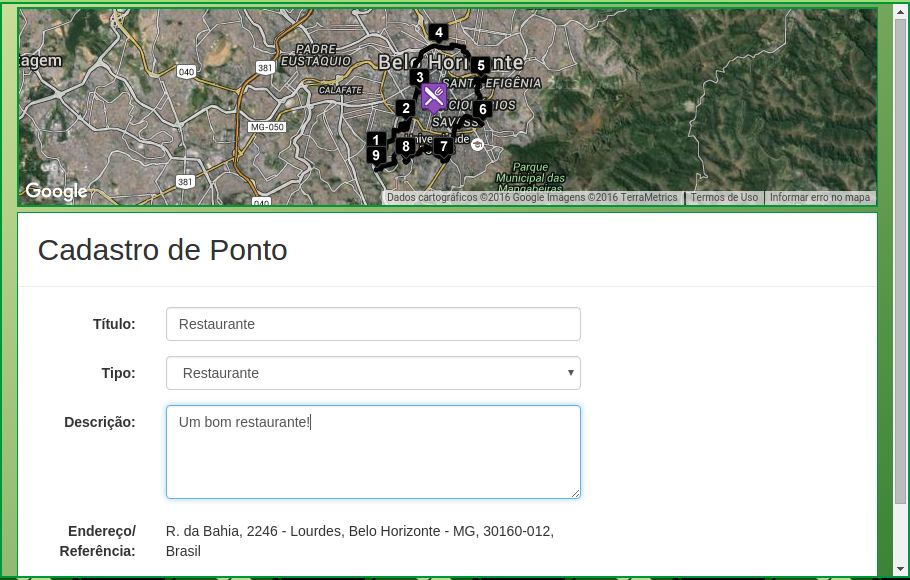 agem
PADRE
EUSTAQUIO
040
381
CALAFATE
MG-050
381
040
4
Belo Horizonte
5
3
SANTA EFIGÊNIA
2
6
SAVASSI
1
8
7
9
Parque
Municipal das
Mangabeiras
Google
Dados cartográficos ©2016 Google Imagens ©2016 TerraMetrics
Termos de Uso
Informar erro no mapa
Cadastro de Ponto
Título: Restaurante
Tipo: Restaurante
Descrição: Um bom restaurante!
Endereço/ R. da Bahia, 2246 - Lourdes, Belo Horizonte - MG, 30160-012,
Referência: Brasil